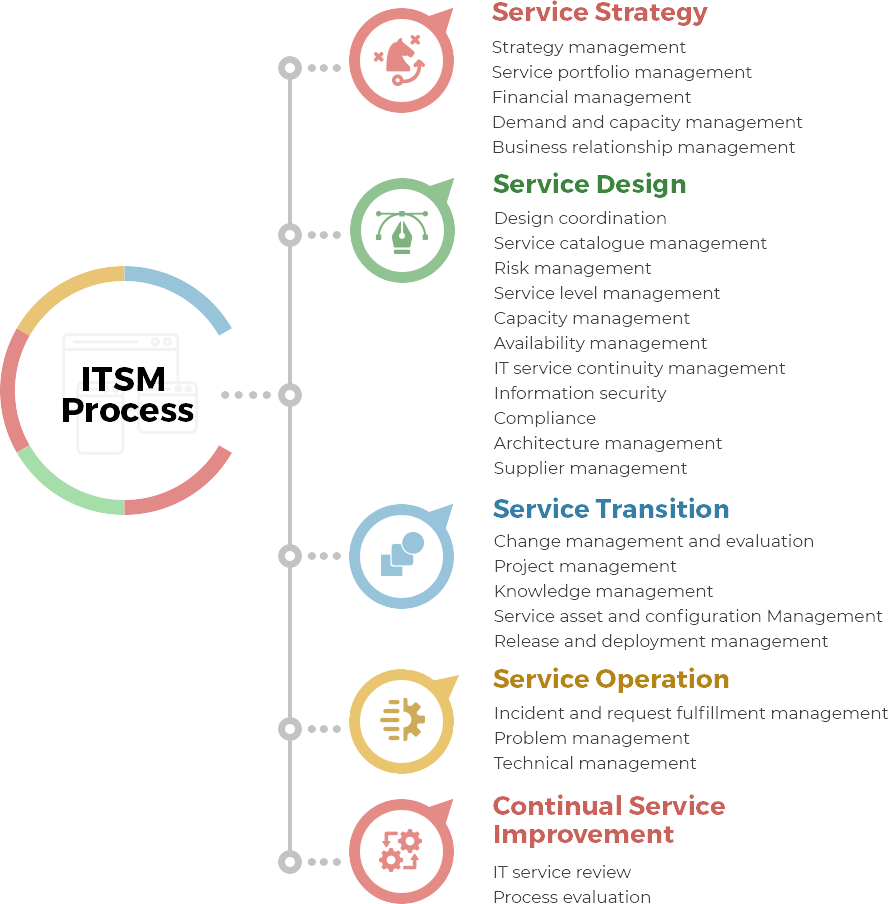 ITSM
Process
Service Strategy
Strategy management
Service portfolio management
Financial management
Demand and capacity management
Business relationship management
Service Design
Design coordination
Service catalogue management
Risk management
Service level management
Capacity management
Availability management
IT service continuity management
Information security
Compliance
Architecture management
Supplier management
Service Transition
Change management and evaluation
Project management
Knowledge management
Service asset and configuration Management
Release and deployment management
Service Operation
Incident and request fulfillment management
Problem management
Technical management
Continual Service
Improvement
IT service review
Process evaluation